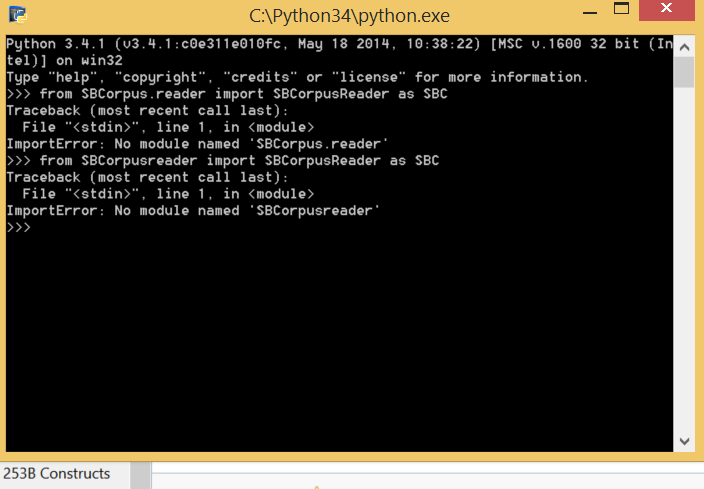 C:\Python34\python.exe
Python 3.4.1 (v3.4.1:c0e311e010fc, May 18 2014, 10:38:22) [MSC v.1600 32 bit (In
tel)] on win32
Type "help", "copyright", "credits" or "license" for more information.
>>> from SBCorpus.reader import SBCorpusReader as SBC
Traceback (most recent call last):
  File "<stdin>", line 1, in <module>
ImportError: No module named 'SBCorpus.reader'
>>> from SBCorpusreader import SBCorpusReader as SBC
Traceback (most recent call last):
  File "<stdin>", line 1, in <module>
ImportError: No module named 'SBCorpusreader'
>>>
253B Constructs